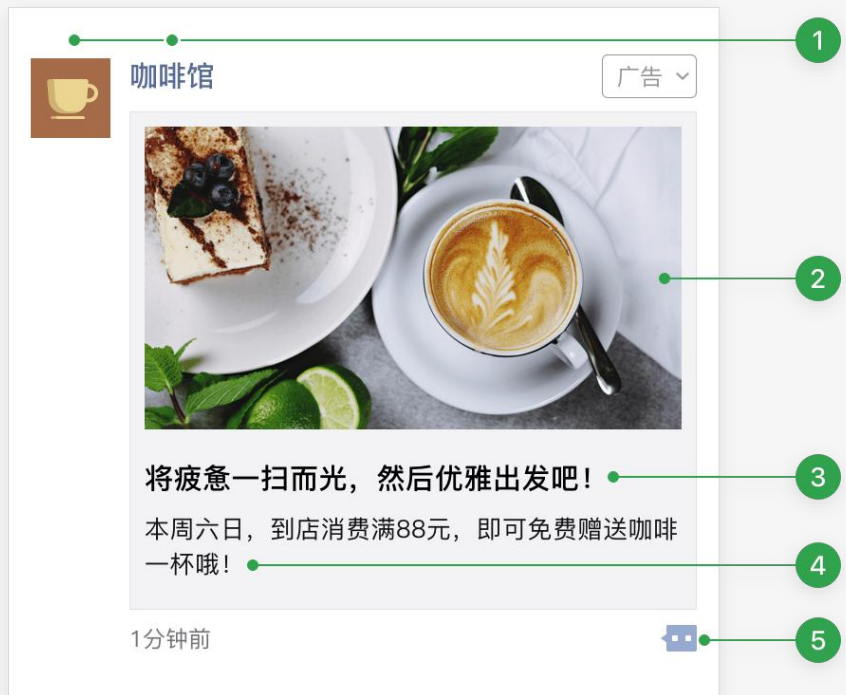 1
咖啡馆
广告
2
将疲惫一扫而光，然后优雅出发吧！
3
本周六日，到店消费满88元，即可免费赠送咖啡
一杯哦！
4
1分钟前
5